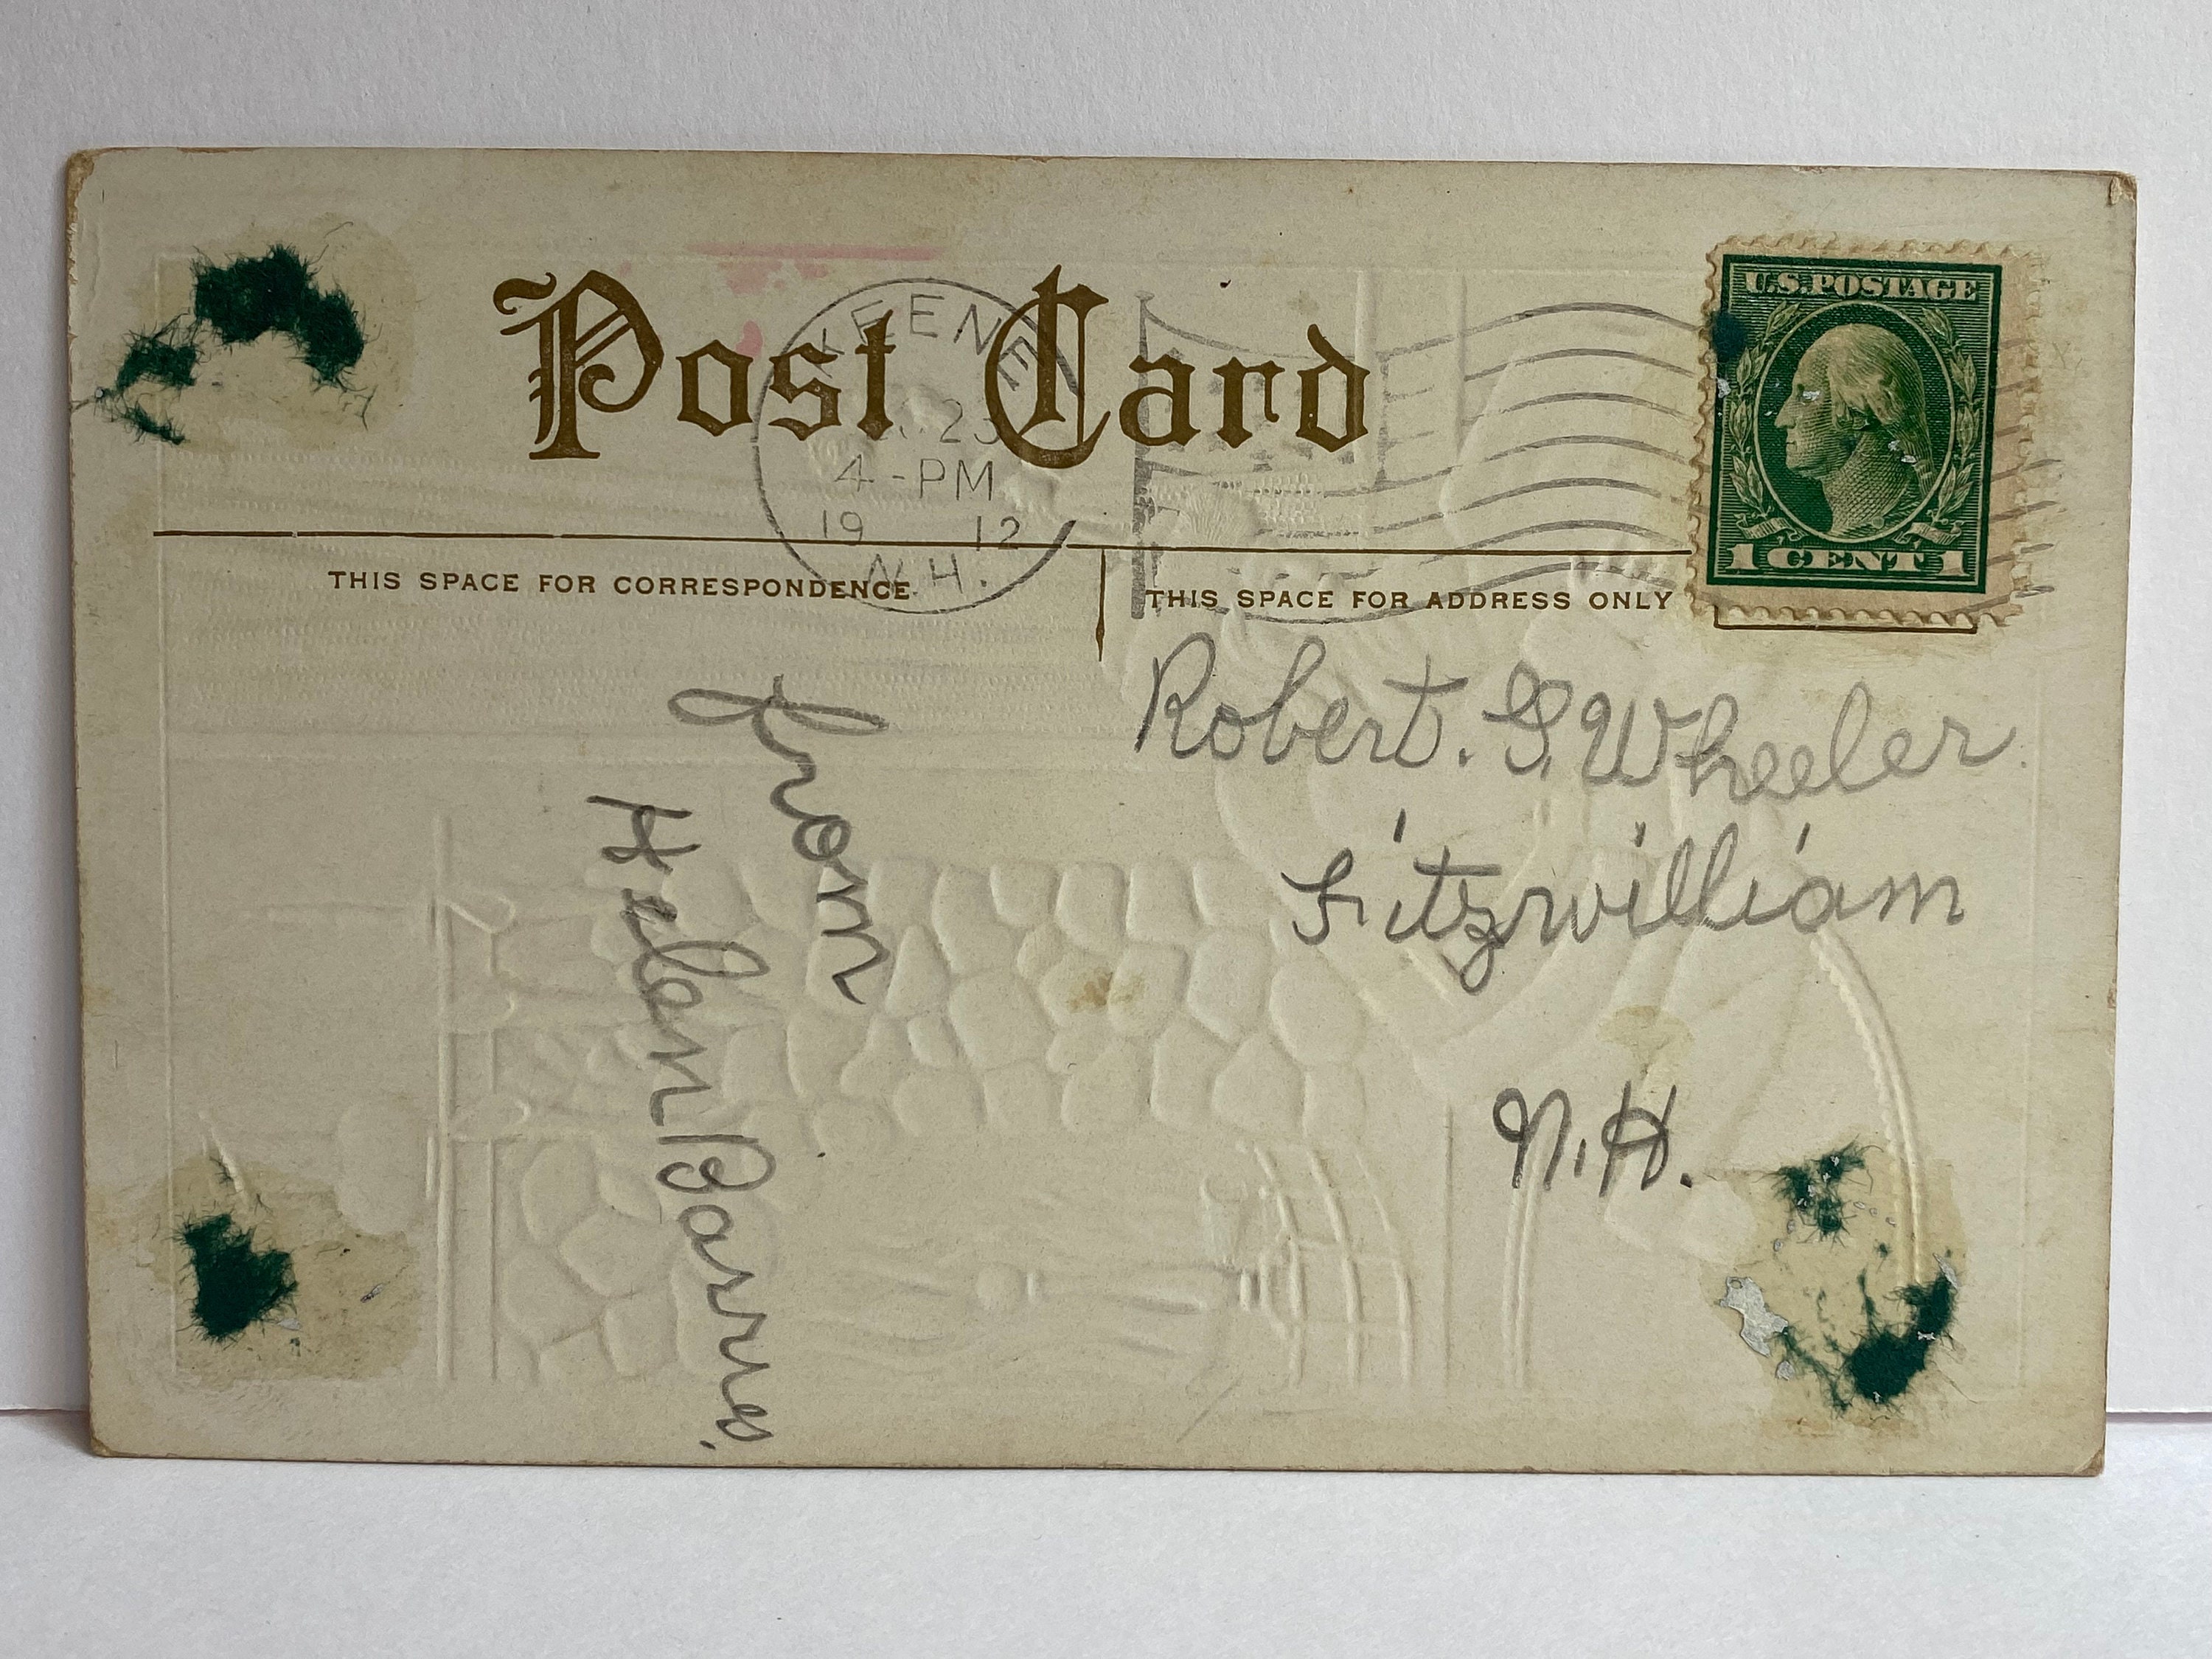 Post Card
KEENE
23
4-PM
19 12
N.H.
U.S. POSTAGE
1 CENT 1
THIS SPACE FOR CORRESPONDENCE
THIS SPACE FOR ADDRESS ONLY
Robert. G. Wheeler.
Fitzwilliam
N.H.
from
Helen